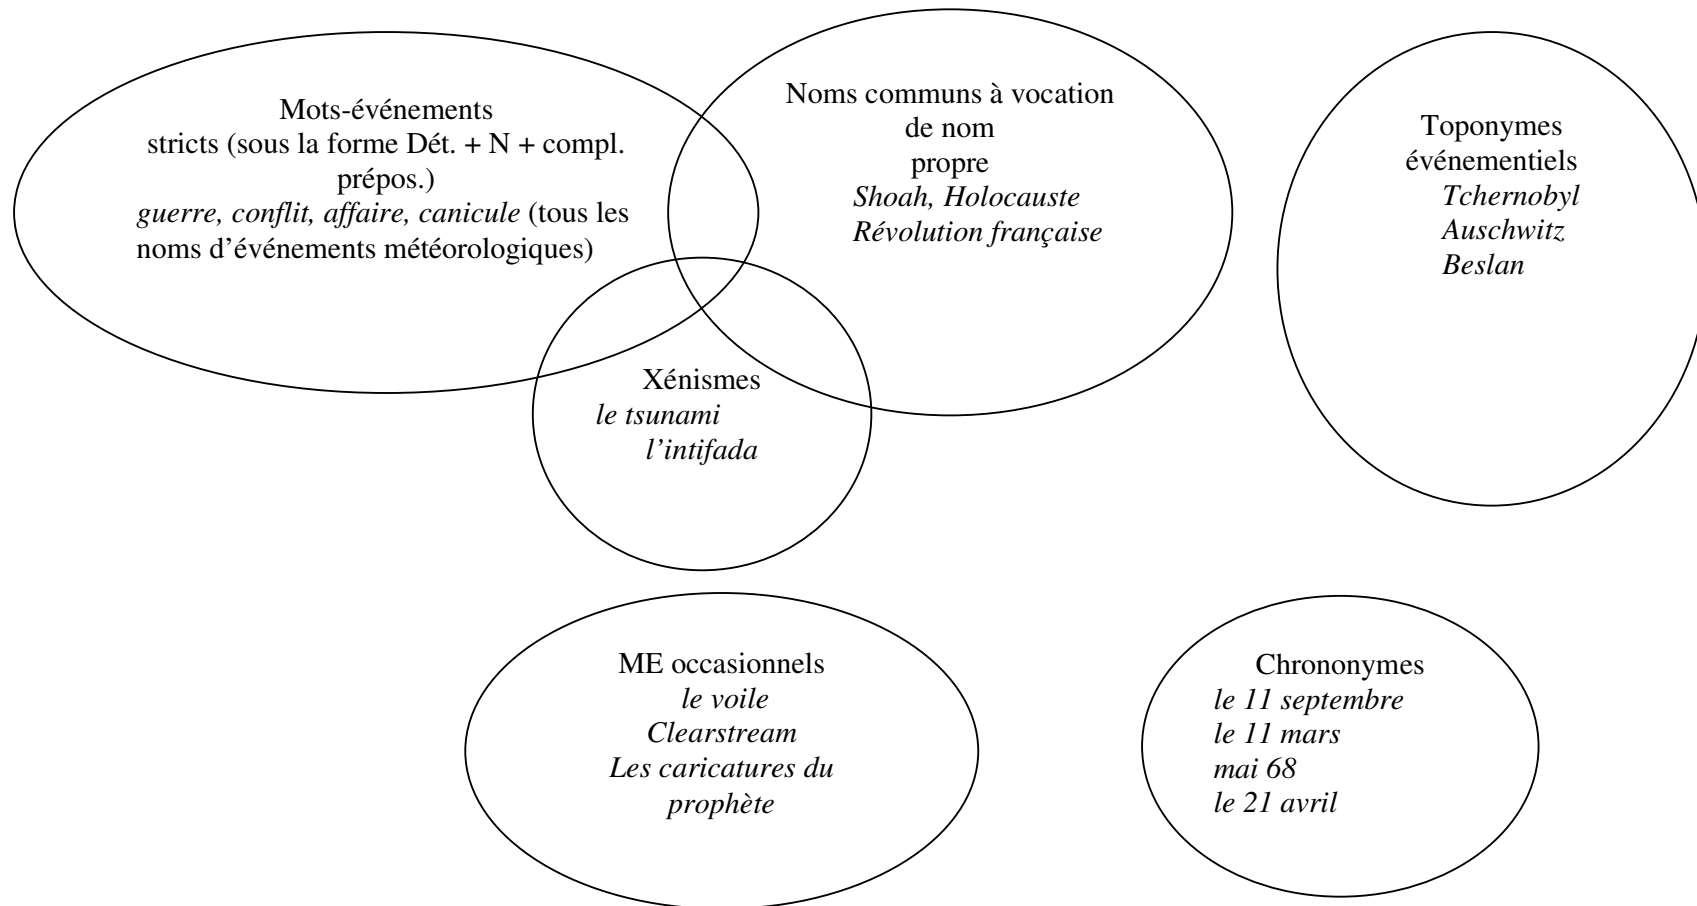 Mots-événements
stricts (sous la forme Dét. + N + compl.
prépos.)
guerre, conflit, affaire, canicule (tous les
noms d'événements météorologiques)
Noms communs à vocation
de nom
propre
Shoah, Holocauste
Révolution française
Toponymes
événementiels
Tchernobyl
Auschwitz
Beslan
Xénismes
le tsunami
l'intifada
ME occasionnels
le voile
Clearstream
Les caricatures du
prophète
Chrononymes
le 11 septembre
le 11 mars
mai 68
le 21 avril